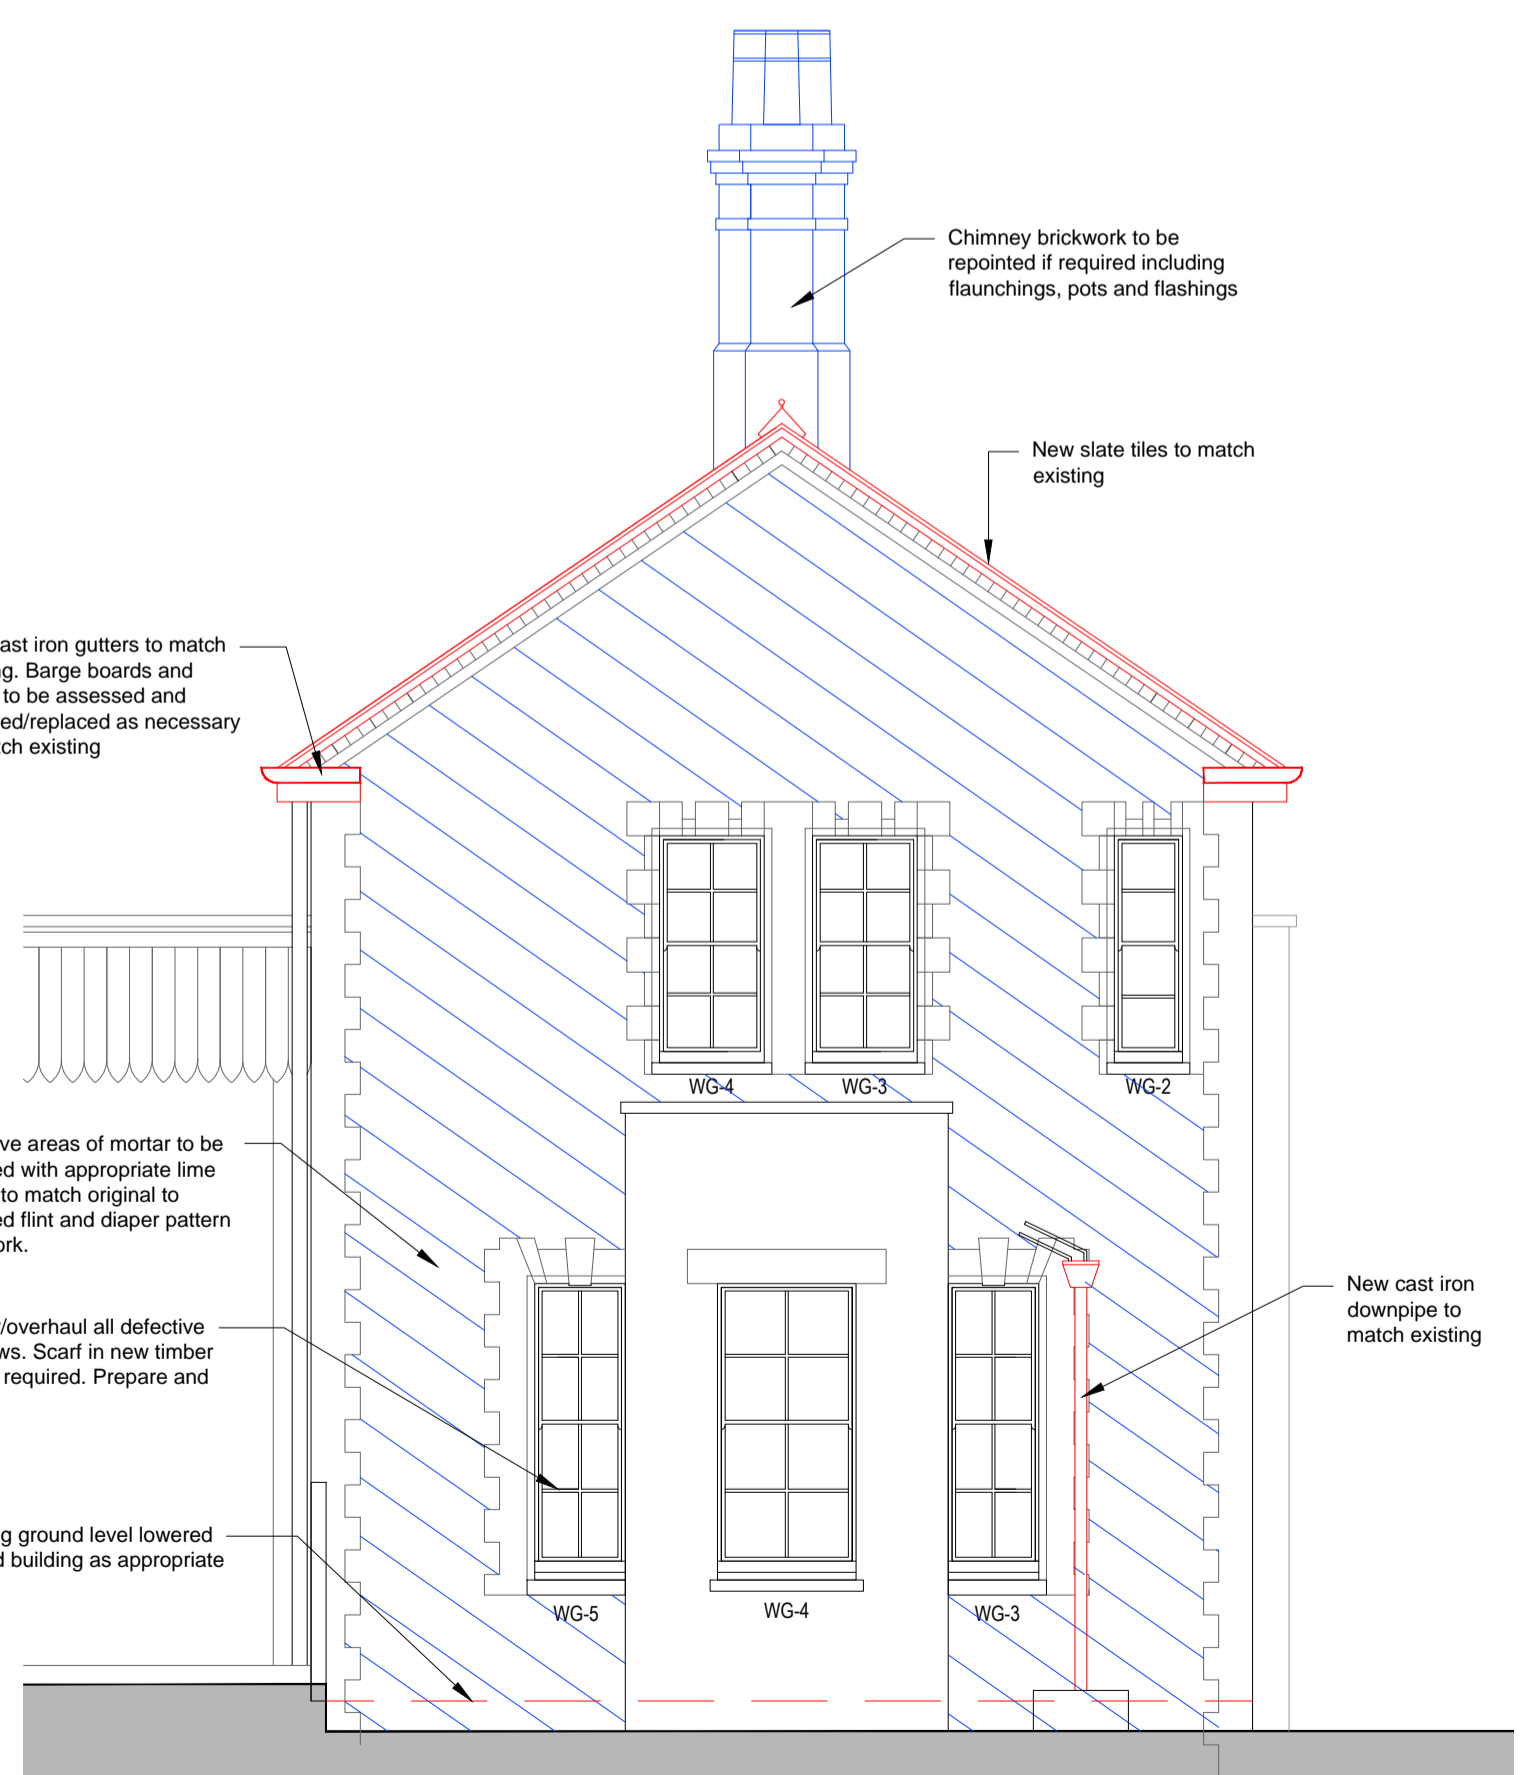 Chimney brickwork to be
repointed if required including
flaunchings, pots and flashings
New slate tiles to match
existing
ast iron gutters to match
ng. Barge boards and
to be assessed and
ed/replaced as necessary
tch existing
WG-4
WG-3
WG-2
ve areas of mortar to be
ed with appropriate lime
to match original to
ed flint and diaper pattern
ork.
New cast iron
downpipe to
match existing
/overhaul all defective
ws. Scarf in new timber
required. Prepare and
g ground level lowered
d building as appropriate
WG-5
WG-4
WG-3